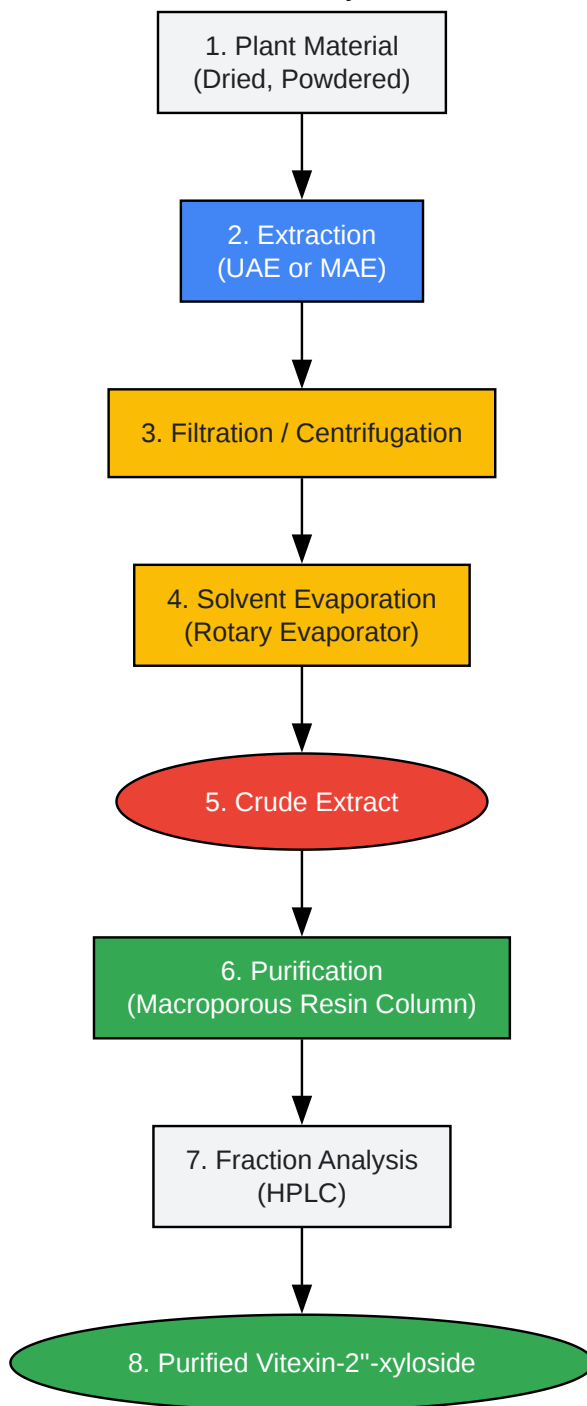 1. Plant Material
(Dried, Powdered)
2. Extraction
(UAE or MAE)
3. Filtration / Centrifugation
4. Solvent Evaporation
(Rotary Evaporator)
5. Crude Extract
6. Purification
(Macroporous Resin Column)
7. Fraction Analysis
(HPLC)
8. Purified Vitexin-2''-xyloside